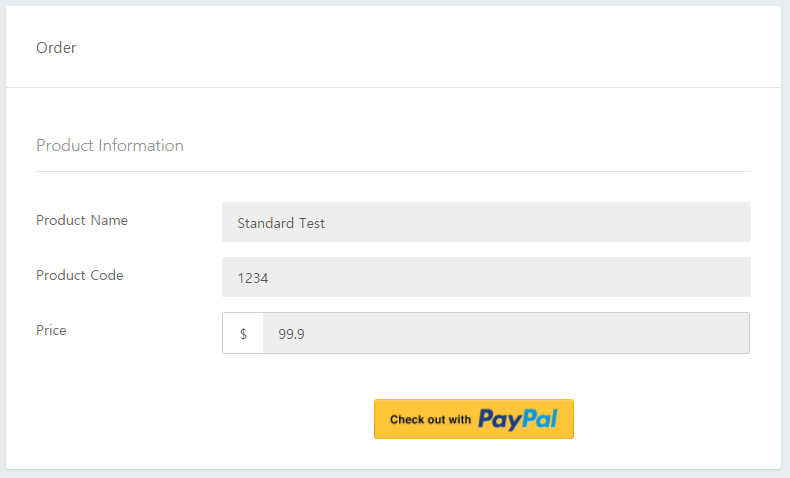 Order
Product Information
Product Name Standard Test
Product Code 1234
Price $ 99.9
Check out with PayPal